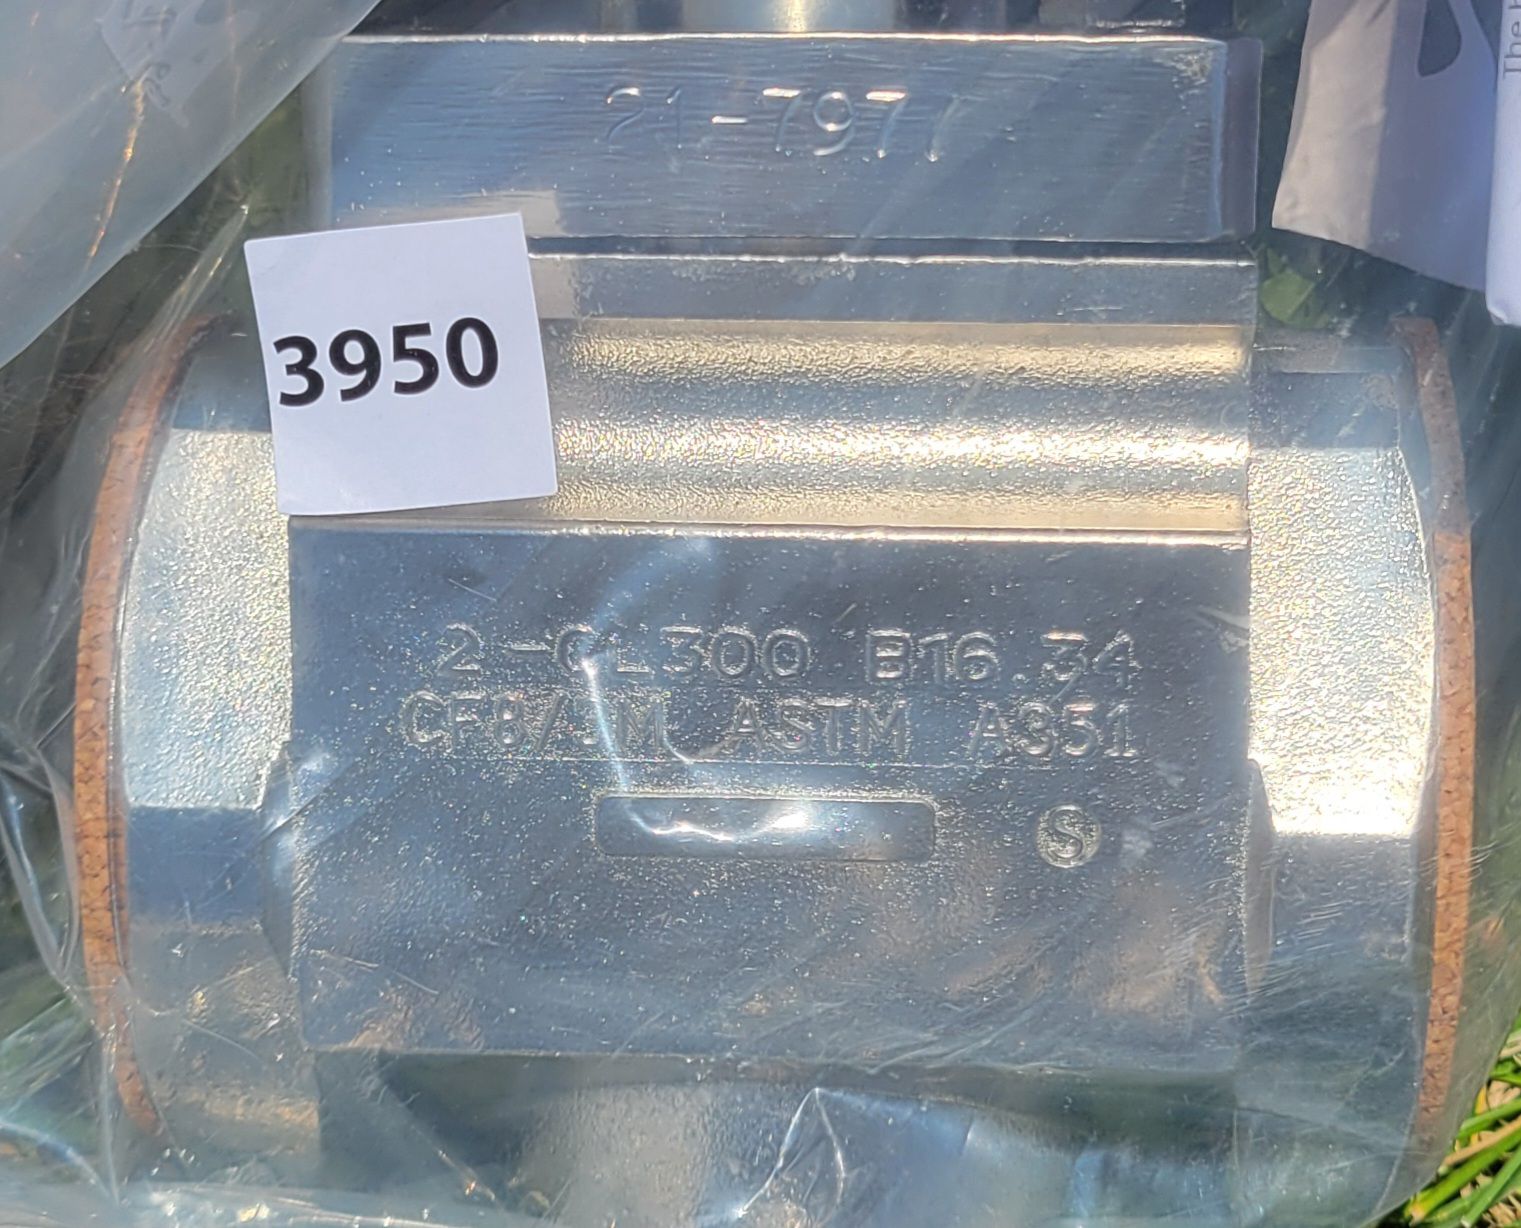 21-7977
3950
2-CL300 B16.34
CF8/3M ASTM A351
S